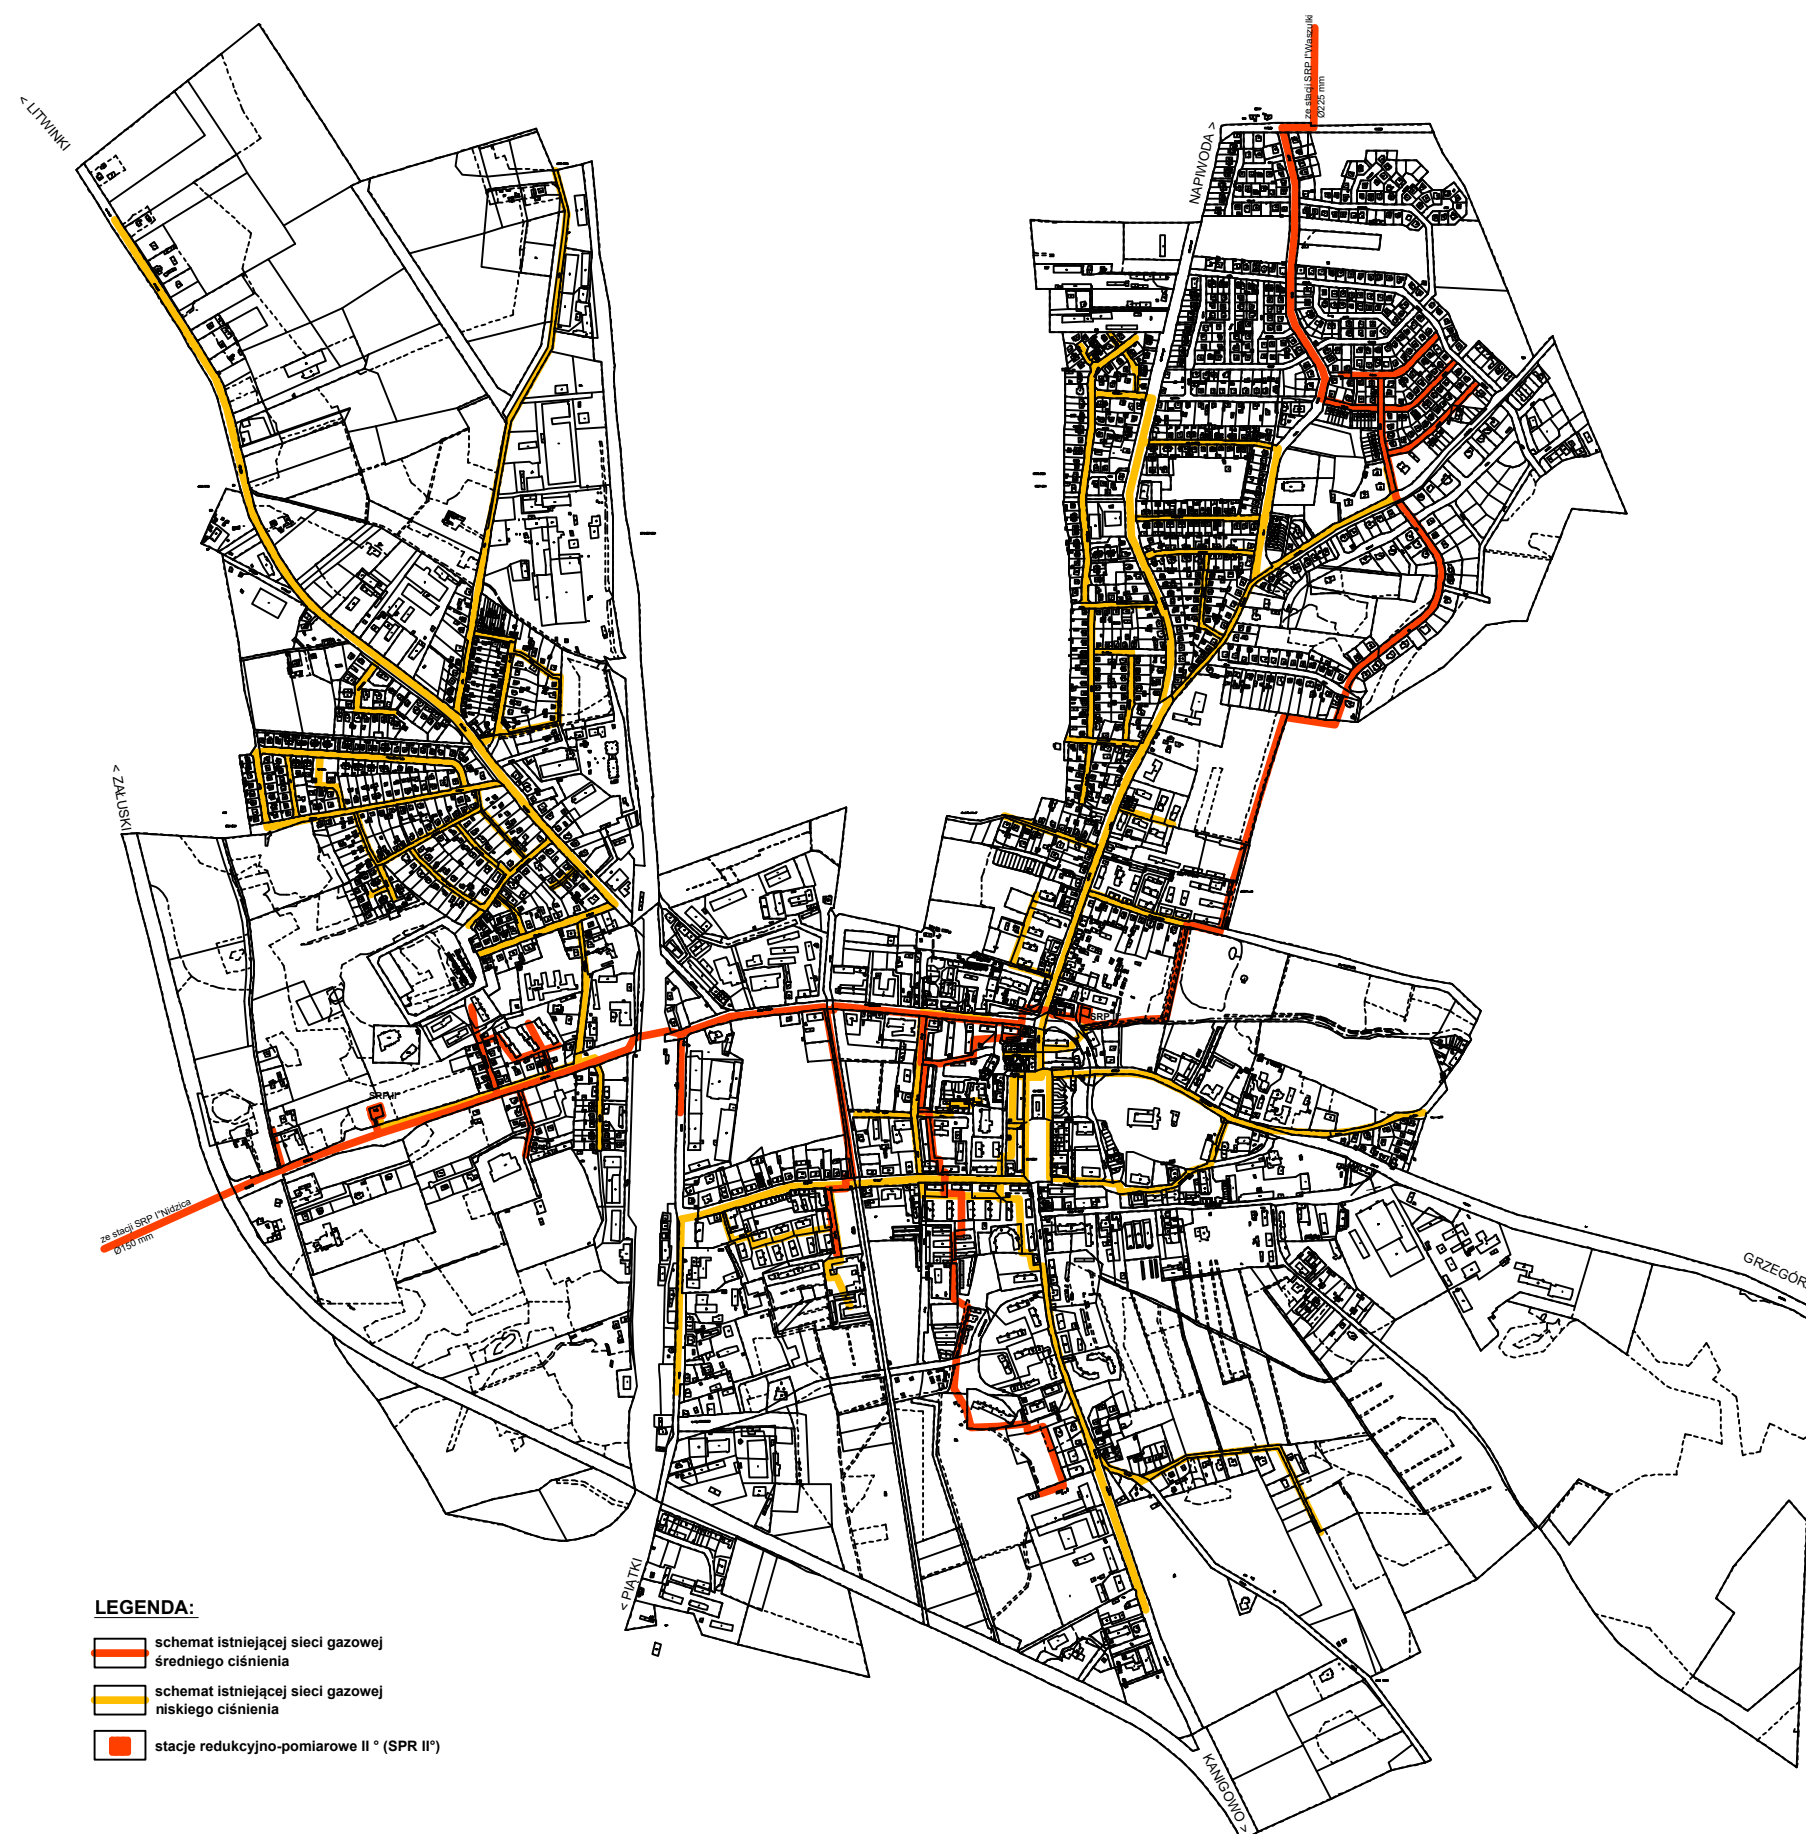 ze stacji SRP I°Waszulki
Ø225 mm
< LITWINKI
NAPIWODA >
< ZAŁUSKI
SRP II°
SRP II°
ze stacji SRP I°Nidzica
Ø150 mm
GRZEGÓR
< PIATKI
KANIGOWO >
LEGENDA:
schemat istniejącej sieci gazowej
średniego ciśnienia
schemat istniejącej sieci gazowej
niskiego ciśnienia
stacje redukcyjno-pomiarowe II ° (SPR II°)